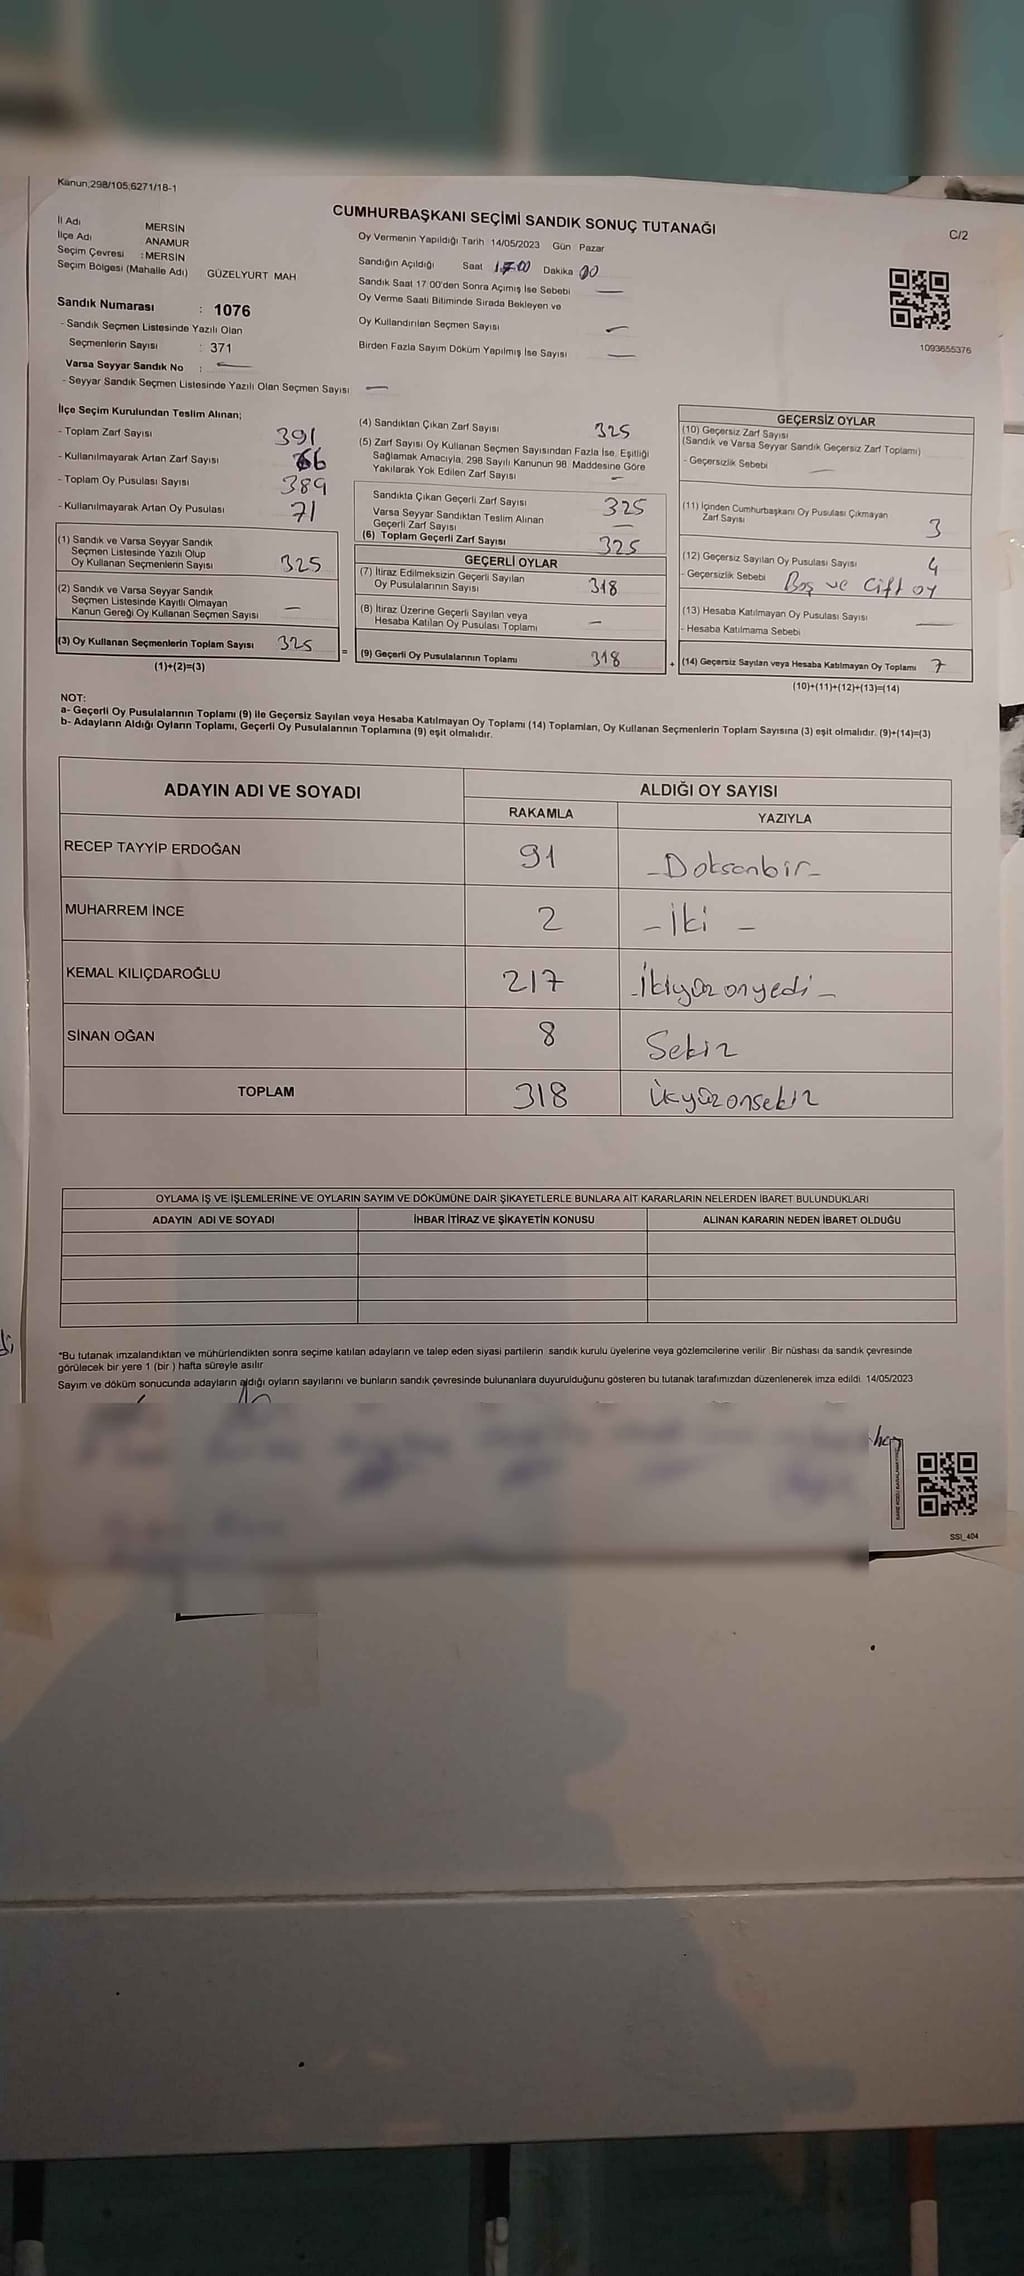 Kanun;298/105;6271/18-1
CUMHURBAŞKANI SEÇİMİ SANDIK SONUÇ TUTANAĞI
C/2
İl Adı MERSİN
İlçe Adı ANAMUR
Seçim Çevresi : MERSİN
Seçim Bölgesi (Mahalle Adı) GÜZELYURT MAH
Sandık Numarası : 1076
- Sandık Seçmen Listesinde Yazılı Olan
Seçmenlerin Sayısı : 371
Varsa Seyyar Sandık No : —
- Seyyar Sandık Seçmen Listesinde Yazılı Olan Seçmen Sayısı —
Oy Vermenin Yapıldığı Tarih 14/05/2023 Gün Pazar
Sandığın Açıldığı Saat 17:00 Dakika 00
Sandık Saat 17:00'den Sonra Açımış İse Sebebi —
Oy Verme Saati Bitiminde Sırada Bekleyen ve
Oy Kullandırılan Seçmen Sayısı —
Birden Fazla Sayım Döküm Yapılmış İse Sayısı —
1093655376
İlçe Seçim Kurulundan Teslim Alınan;
- Toplam Zarf Sayısı 391
- Kullanılmayarak Artan Zarf Sayısı 66
- Toplam Oy Pusulası Sayısı 389
- Kullanılmayarak Artan Oy Pusulası 71
(1) Sandık ve Varsa Seyyar Sandık
Seçmen Listesinde Yazılı Olup
Oy Kullanan Seçmenlerin Sayısı 325
(2) Sandık ve Varsa Seyyar Sandık
Seçmen Listesinde Kayıtlı Olmayan
Kanun Gereği Oy Kullanan Seçmen Sayısı —
(3) Oy Kullanan Seçmenlerin Toplam Sayısı 325
(1)+(2)=(3)
=
(4) Sandıktan Çıkan Zarf Sayısı 325
(5) Zarf Sayısı Oy Kullanan Seçmen Sayısından Fazla İse, Eşitliği
Sağlamak Amacıyla, 298 Sayılı Kanunun 98. Maddesine Göre
Yakılarak Yok Edilen Zarf Sayısı —
Sandıkta Çıkan Geçerli Zarf Sayısı 325
Varsa Seyyar Sandıktan Teslim Alınan
Geçerli Zarf Sayısı —
(6) Toplam Geçerli Zarf Sayısı 325
GEÇERLİ OYLAR
(7) İtiraz Edilmeksizin Geçerli Sayılan
Oy Pusulalarının Sayısı 318
(8) İtiraz Üzerine Geçerli Sayılan veya
Hesaba Katılan Oy Pusulası Toplamı —
(9) Geçerli Oy Pusulalarının Toplamı 318
+
GEÇERSİZ OYLAR
(10) Geçersiz Zarf Sayısı
(Sandık ve Varsa Seyyar Sandık Geçersiz Zarf Toplamı)
- Geçersizlik Sebebi —
(11) İçinden Cumhurbaşkanı Oy Pusulası Çıkmayan
Zarf Sayısı 3
(12) Geçersiz Sayılan Oy Pusulası Sayısı 4
- Geçersizlik Sebebi Boş ve Çift oy
(13) Hesaba Katılmayan Oy Pusulası Sayısı —
- Hesaba Katılmama Sebebi
(14) Geçersiz Sayılan veya Hesaba Katılmayan Oy Toplamı 7
(10)+(11)+(12)+(13)=(14)
NOT:
a- Geçerli Oy Pusulalarının Toplamı (9) ile Geçersiz Sayılan veya Hesaba Katılmayan Oy Toplamı (14) Toplamları, Oy Kullanan Seçmenlerin Toplam Sayısına (3) eşit olmalıdır. (9)+(14)=(3)
b- Adayların Aldığı Oyların Toplamı, Geçerli Oy Pusulalarının Toplamına (9) eşit olmalıdır.
ADAYIN ADI VE SOYADI ALDIĞI OY SAYISI
RAKAMLA YAZIYLA
RECEP TAYYİP ERDOĞAN 91 - Doksanbir -
MUHARREM İNCE 2 - İki -
KEMAL KILIÇDAROĞLU 217 - İkiyüzonyedi -
SİNAN OĞAN 8 Sekiz
TOPLAM 318 Üçyüzonsekiz
OYLAMA İŞ VE İŞLEMLERİNE VE OYLARIN SAYIM VE DÖKÜMÜNE DAİR ŞİKAYETLERLE BUNLARA AİT KARARLARIN NELERDEN İBARET BULUNDUKLARI
ADAYIN ADI VE SOYADI İHBAR İTİRAZ VE ŞİKAYETİN KONUSU ALINAN KARARIN NEDEN İBARET OLDUĞU
*Bu tutanak imzalandıktan ve mühürlendikten sonra seçime katılan adayların ve talep eden siyasi partilerin sandık kurulu üyelerine veya gözlemcilerine verilir. Bir nüshası da sandık çevresinde
görülecek bir yere 1 (bir ) hafta süreyle asılır
Sayım ve döküm sonucunda adayların aldığı oyların sayılarını ve bunların sandık çevresinde bulunanlara duyurulduğunu gösteren bu tutanak tarafımızdan düzenlenerek imza edildi. 14/05/2023
SSI_404